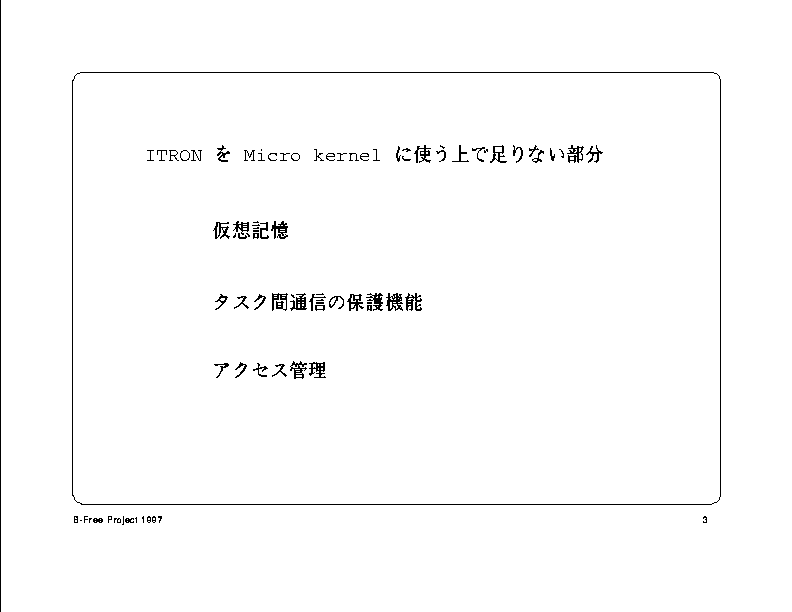 ITRON を Micro kernel に使う上で足りない部分
仮想記憶
タスク間通信の保護機能
アクセス管理
B-Free Project 1997
3